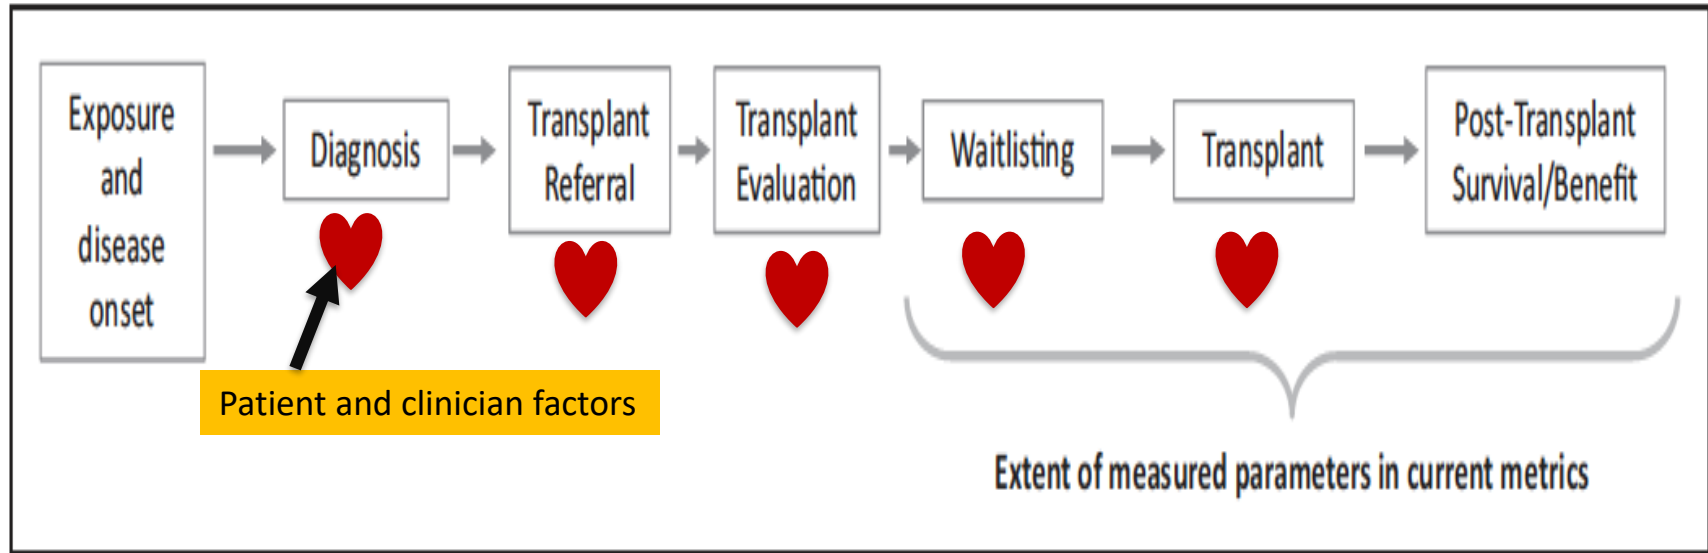 Exposure
and
disease
onset
Diagnosis
Transplant
Referral
Transplant
Evaluation
Waitlisting
Transplant
Post-Transplant
Survival/Benefit
Patient and clinician factors
Extent of measured parameters in current metrics